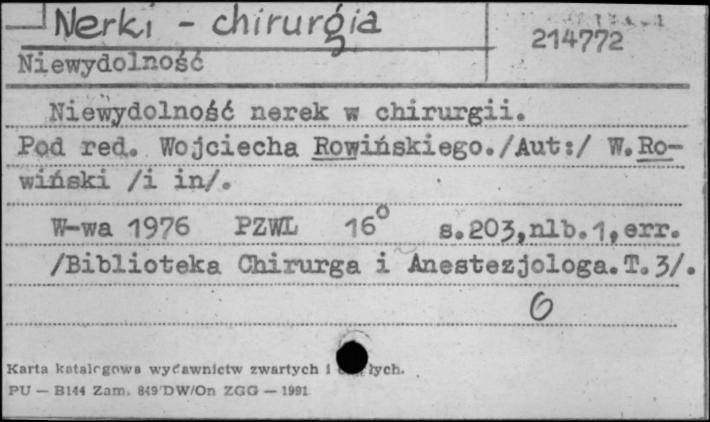 Nerki - chirurgia
214772
Niewydolność
Niewydolność nerek w chirurgii.
Pod red. Wojciecha Rowińskiego./Aut:/ W.Ro-
wiński /i in/.
W-wa 1976 PZWL 16° s.203,nlb.1,err.
/Biblioteka Chirurga i Anestezjologa.T.3/.
6
Karta katalogowa wydawnictw zwartych i
PU — B144 Zam. 849/DW/On ZGG — 1991